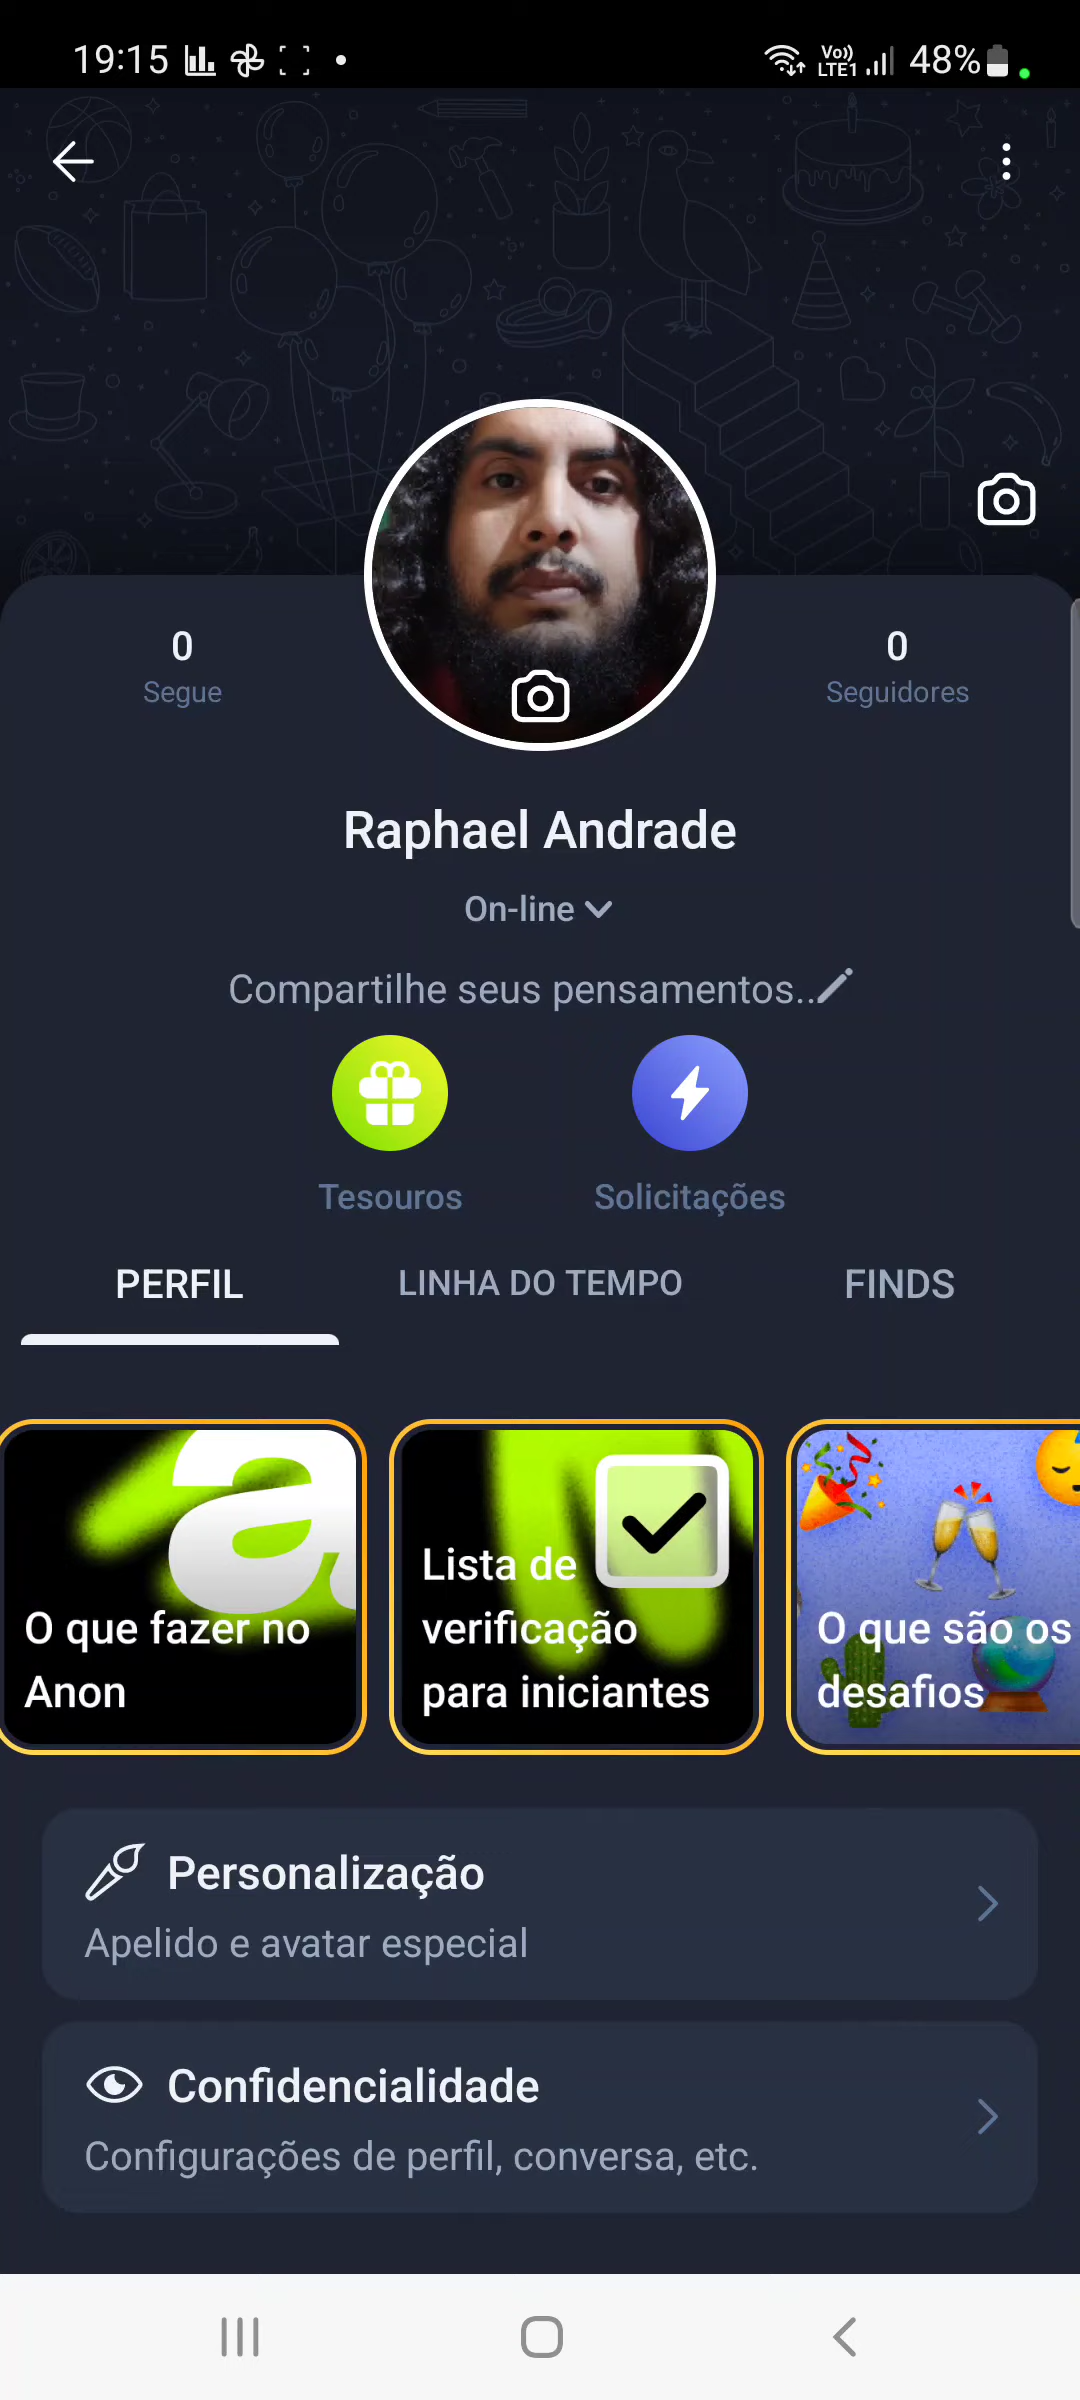 19:15
Vo)) LTE1 48%
0
Segue
0
Seguidores
Raphael Andrade
On-line
Compartilhe seus pensamentos...
Tesouros
Solicitações
PERFIL
LINHA DO TEMPO
FINDS
a
O que fazer no
Anon
Lista de
verificação
para iniciantes
O que são os
desafios
Personalização
Apelido e avatar especial
Confidencialidade
Configurações de perfil, conversa, etc.